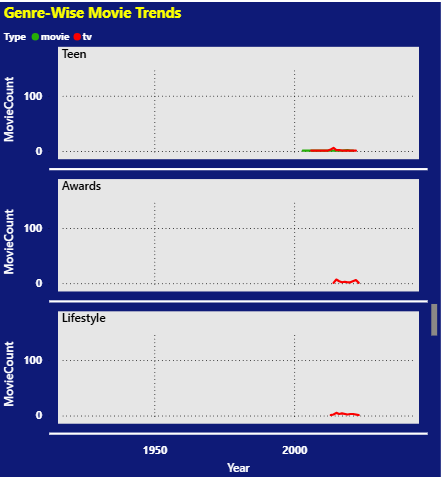 Genre-Wise Movie Trends
Type movie tv
Teen
MovieCount
100
0
Awards
MovieCount
100
0
Lifestyle
MovieCount
100
0
1950 2000
Year